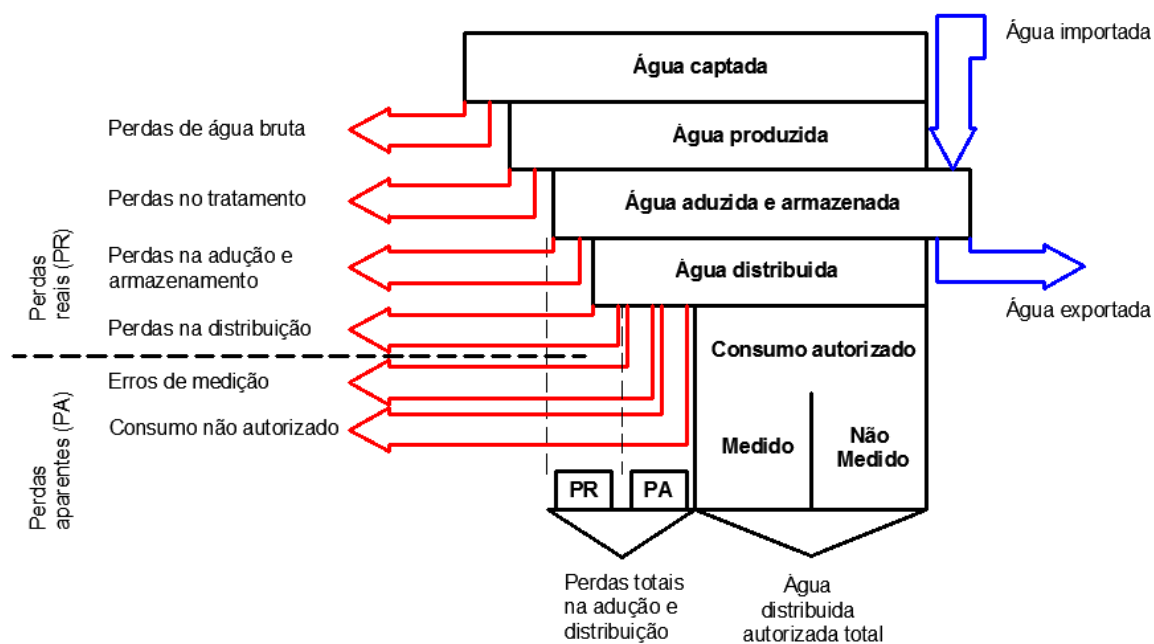 Água captada
Água importada
Perdas de água bruta
Água produzida
Perdas no tratamento
Água aduzida e armazenada
Perdas
reais (PR)
Perdas na adução e
armazenamento
Água distribuida
Água exportada
Perdas na distribuição
Consumo autorizado
Perdas
aparentes (PA)
Erros de medição
Consumo não autorizado
Medido
Não
Medido
PR
PA
Perdas totais
na adução e
distribuição
Água
distribuida
autorizada total